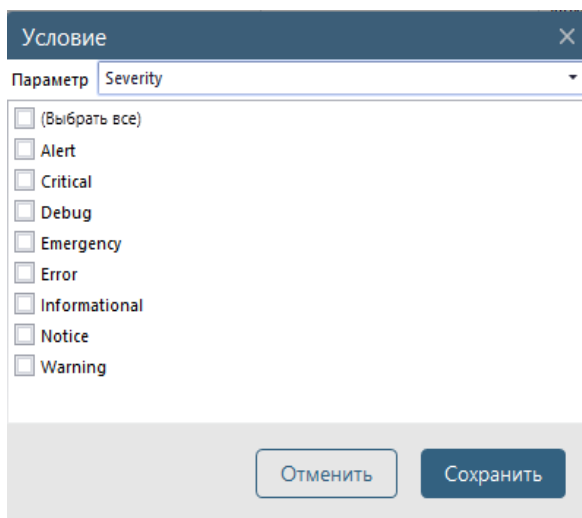 Условие
Параметр Severity
(Выбрать все)
Alert
Critical
Debug
Emergency
Error
Informational
Notice
Warning
Отменить Сохранить